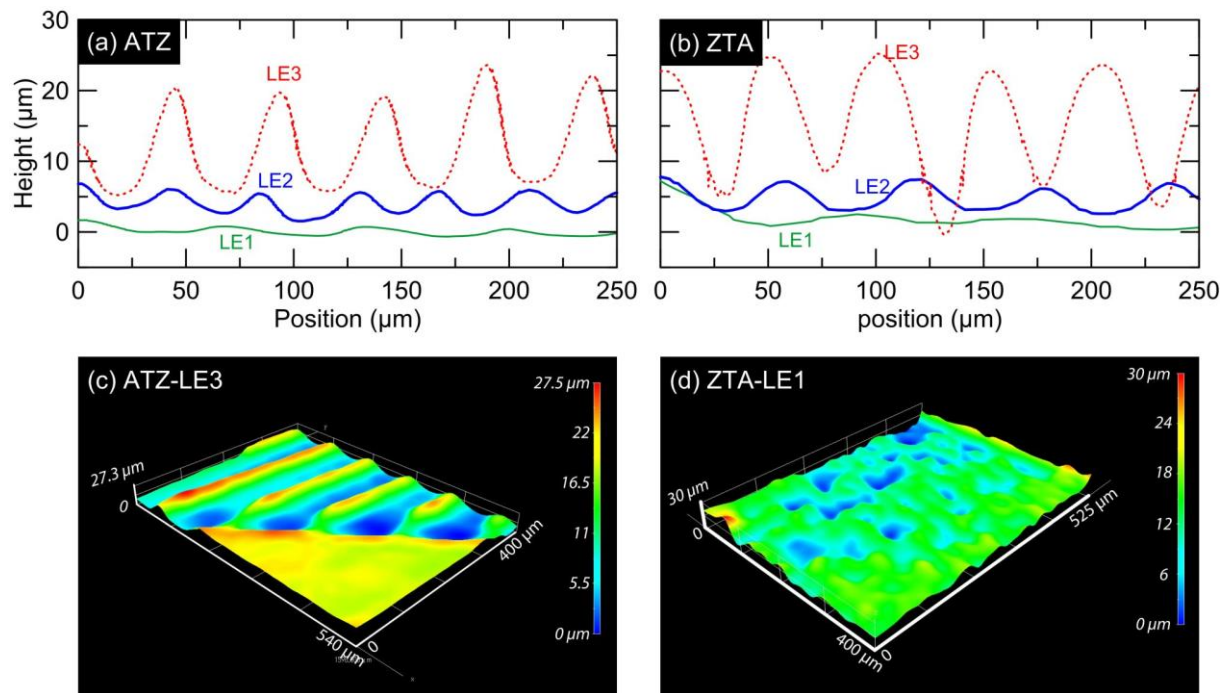 (a) ATZ
30
20
10
0
Height (µm)
LE3
LE2
LE1
0 50 100 150 200 250
Position (µm)
(b) ZTA
LE3
LE2
LE1
0 50 100 150 200 250
position (µm)
(c) ATZ-LE3
27.5 µm
22
16.5
11
5.5
0 µm
27.3 µm
0
400 µm
540 µm
0
y
x
(d) ZTA-LE1
30 µm
24
18
12
6
0 µm
30 µm
0
525 µm
400 µm
0